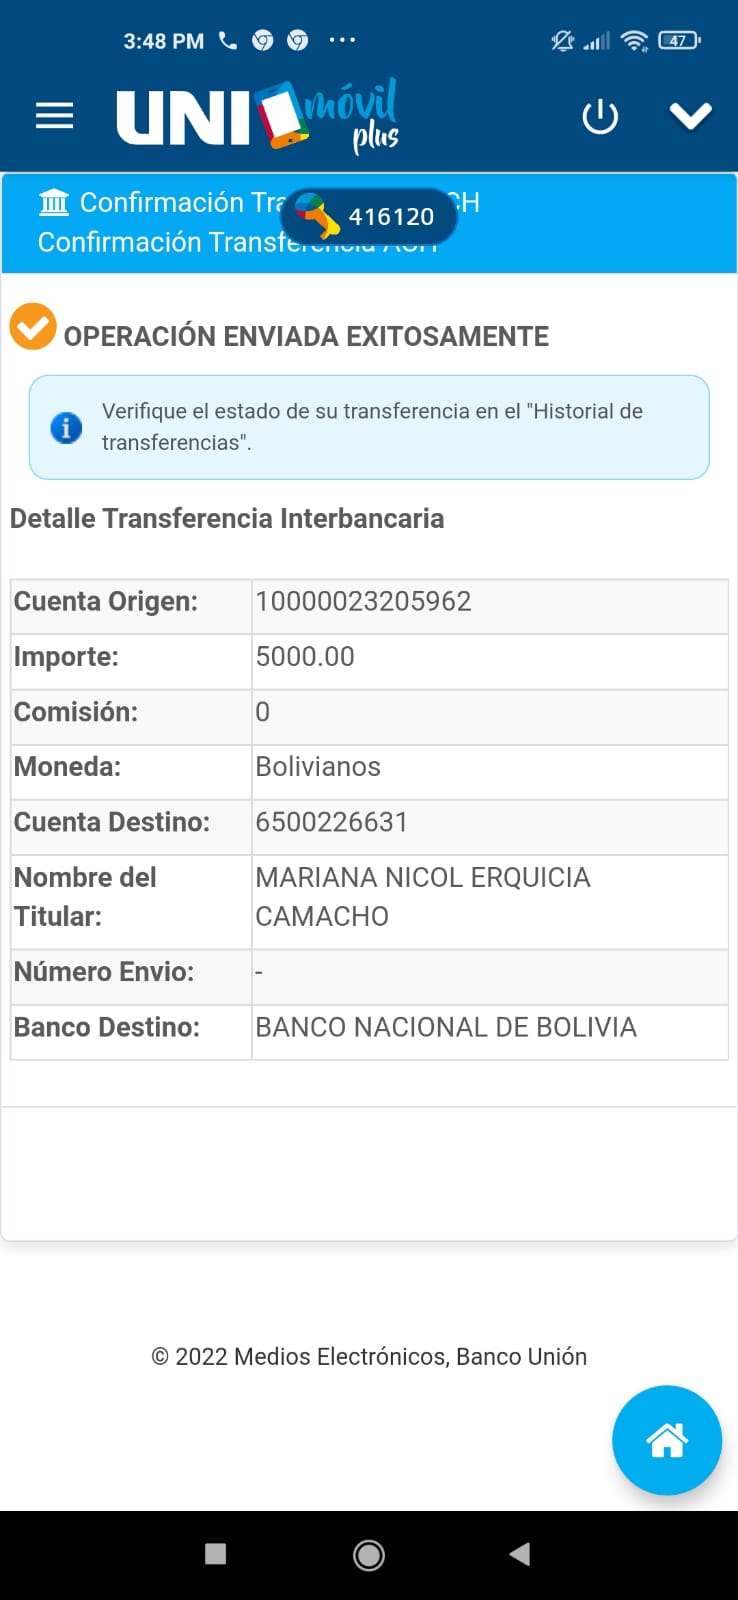 3:48 PM
47
UNI móvil plus
Confirmación Tra CH
416120
Confirmación Transferencia ACH
OPERACIÓN ENVIADA EXITOSAMENTE
Verifique el estado de su transferencia en el "Historial de
transferencias".
Detalle Transferencia Interbancaria
Cuenta Origen: 10000023205962
Importe: 5000.00
Comisión: 0
Moneda: Bolivianos
Cuenta Destino: 6500226631
Nombre del Titular: MARIANA NICOL ERQUICIA CAMACHO
Número Envio: -
Banco Destino: BANCO NACIONAL DE BOLIVIA
© 2022 Medios Electrónicos, Banco Unión